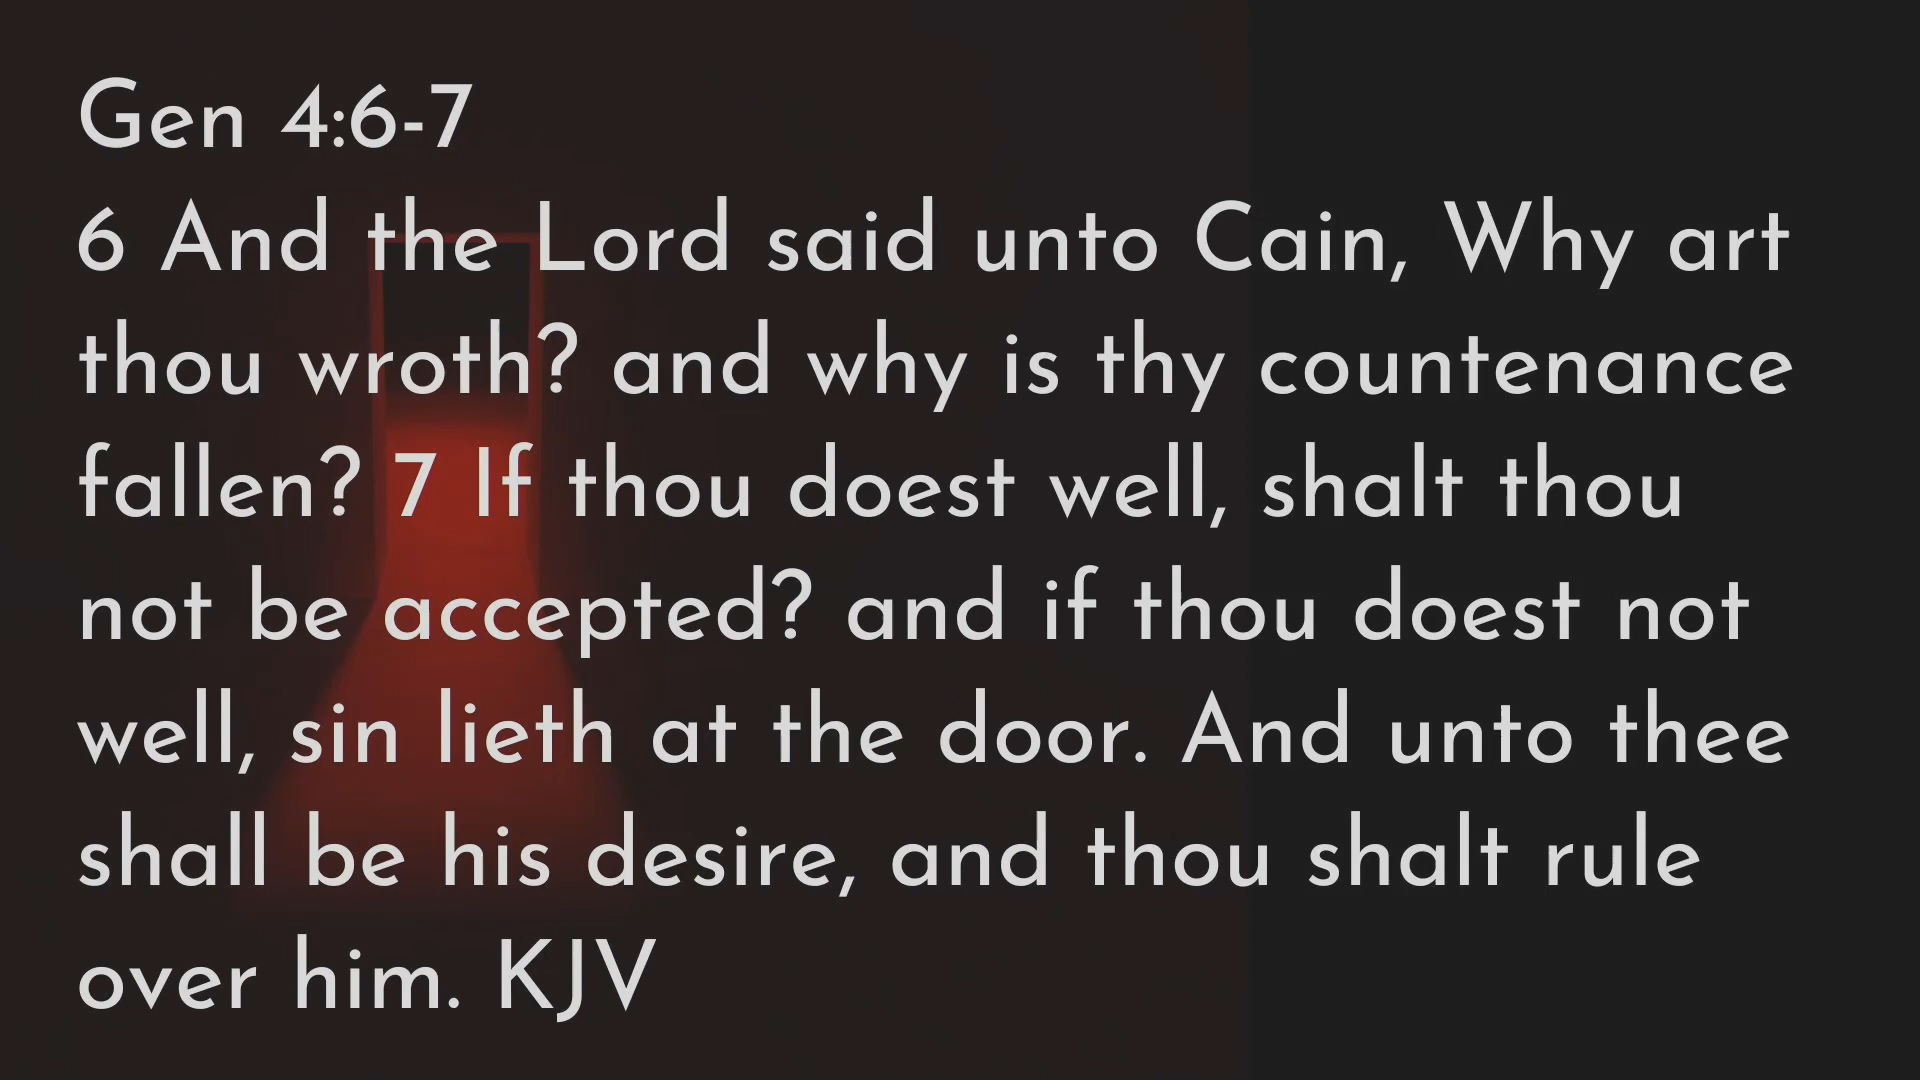 Gen 4:6-7
6 And the Lord said unto Cain, Why art
thou wroth? and why is thy countenance
fallen? 7 If thou doest well, shalt thou
not be accepted? and if thou doest not
well, sin lieth at the door. And unto thee
shall be his desire, and thou shalt rule
over him. KJV